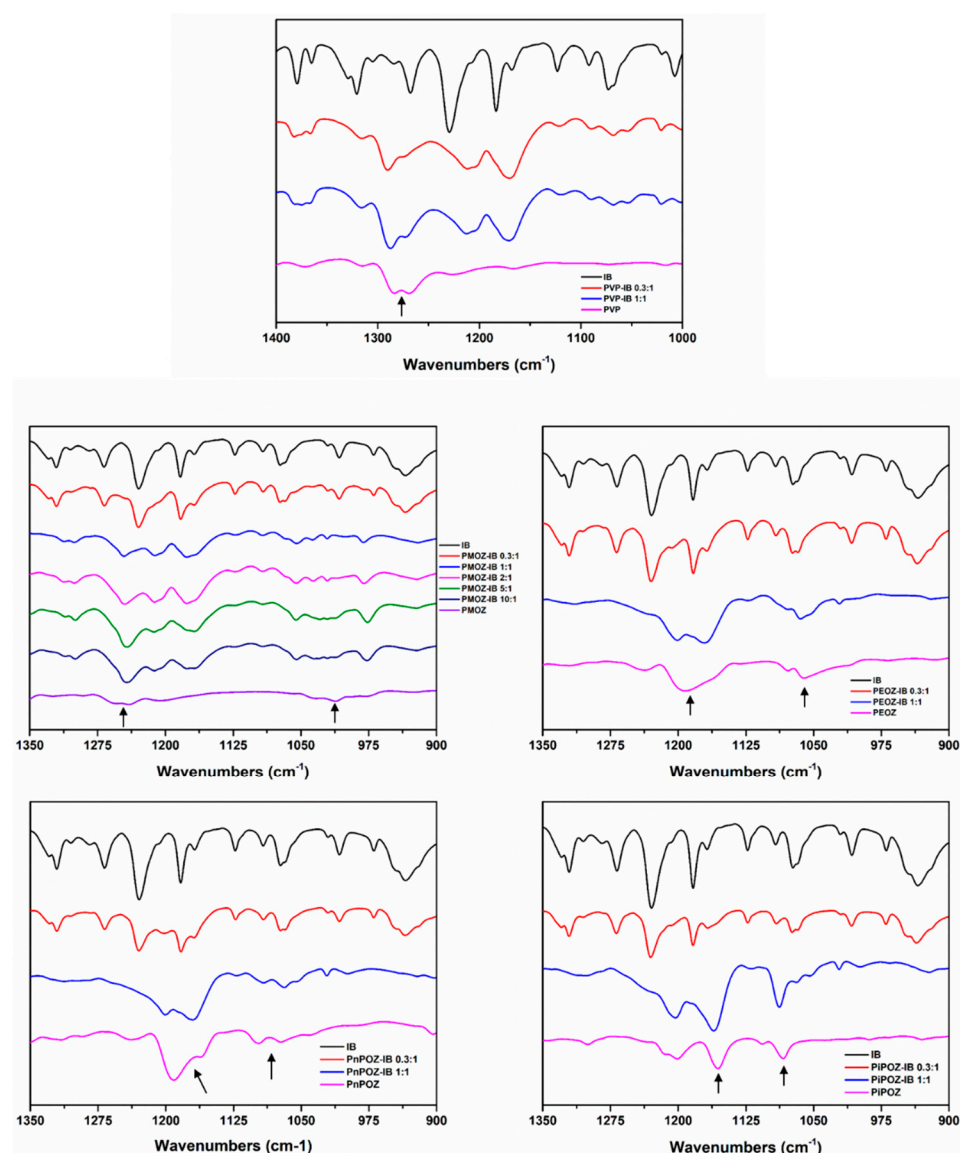 IB
PVP-IB 0.3:1
PVP-IB 1:1
PVP
1400 1300 1200 1100 1000
Wavenumbers (cm-1)
IB
PMOZ-IB 0.3:1
PMOZ-IB 1:1
PMOZ-IB 2:1
PMOZ-IB 5:1
PMOZ-IB 10:1
PMOZ
1350 1275 1200 1125 1050 975 900
Wavenumbers (cm-1)
IB
PEOZ-IB 0.3:1
PEOZ-IB 1:1
PEOZ
1350 1275 1200 1125 1050 975 900
Wavenumbers (cm-1)
IB
PnPOZ-IB 0.3:1
PnPOZ-IB 1:1
PnPOZ
1350 1275 1200 1125 1050 975 900
Wavenumbers (cm-1)
IB
PiPOZ-IB 0.3:1
PiPOZ-IB 1:1
PiPOZ
1350 1275 1200 1125 1050 975 900
Wavenumbers (cm-1)